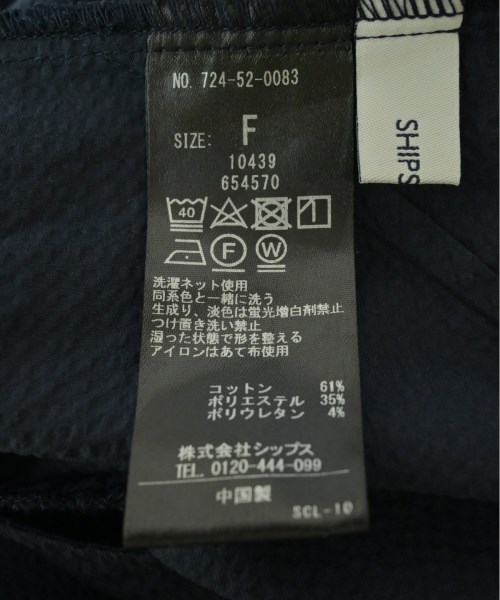 NO. 724-52-0083
SIZE: F
10439
654570
40
F W
洗濯ネット使用
同系色と一緒に洗う
生成り、淡色は蛍光増白剤禁止
つけ置き洗い禁止
湿った状態で形を整える
アイロンはあて布使用
コットン 61%
ポリエステル 35%
ポリウレタン 4%
株式会社シップス
TEL. 0120-444-099
中国製
SCL-10
SHIPS